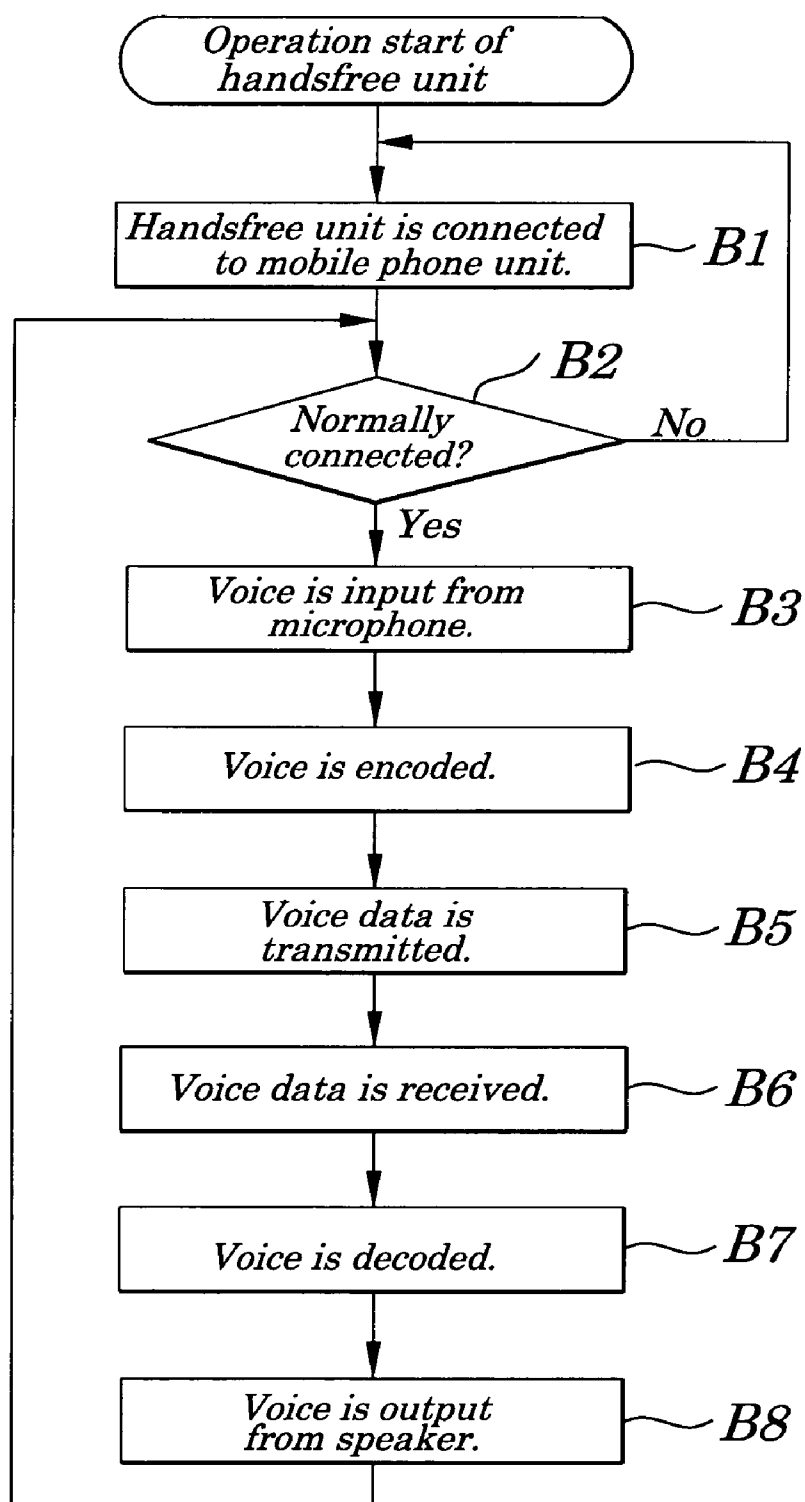 Operation start of
handsfree unit
Handsfree unit is connected
to mobile phone unit.
B1
B2
Normally
connected?
No
Yes
Voice is input from
microphone.
B3
Voice is encoded.
B4
Voice data is
transmitted.
B5
Voice data is received.
B6
Voice is decoded.
B7
Voice is output
from speaker.
B8